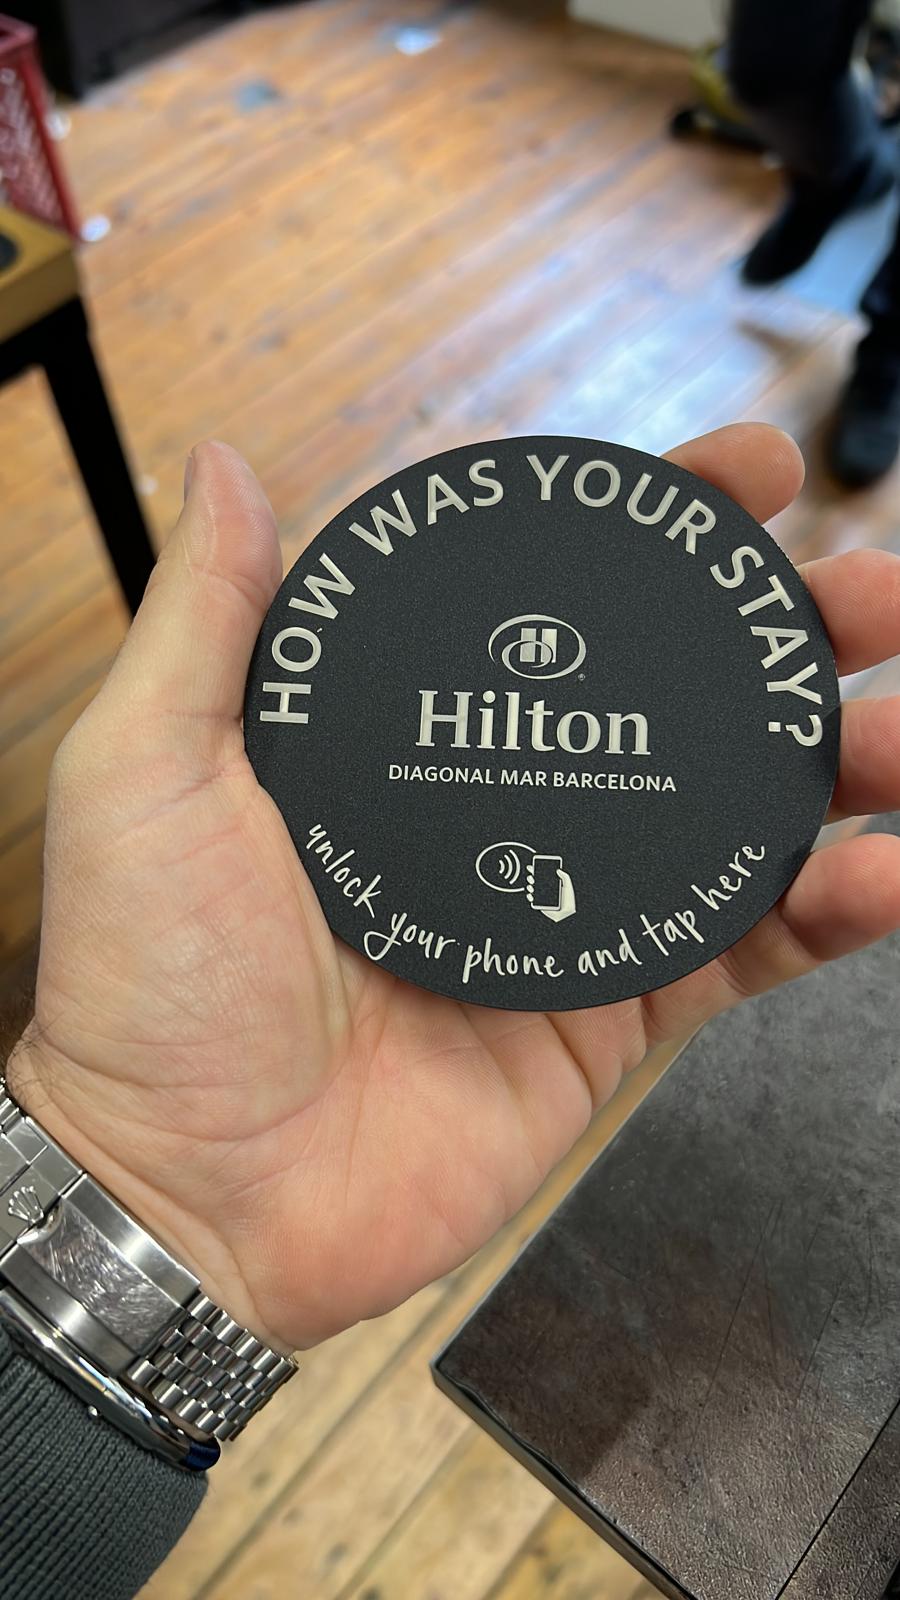 HOW WAS YOUR STAY?
H
Hilton
DIAGONAL MAR BARCELONA
unlock your phone and tap here